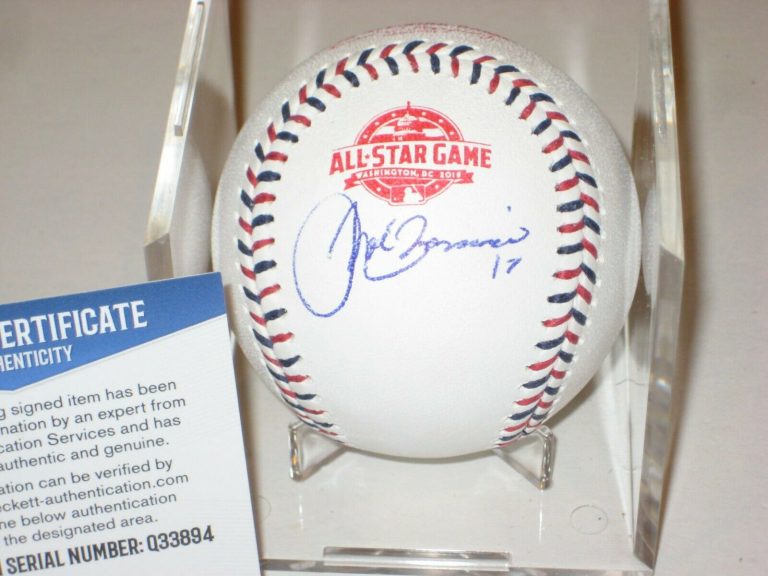 ALL★STAR GAME
WASHINGTON, DC 2018
17
ERTIFICATE
HENTICITY
g signed item has been
nation by an expert from
cation Services and has
authentic and genuine.
ation can be verified by
ckett-authentication.com
ne below authentication
the designated area.
SERIAL NUMBER: Q33894